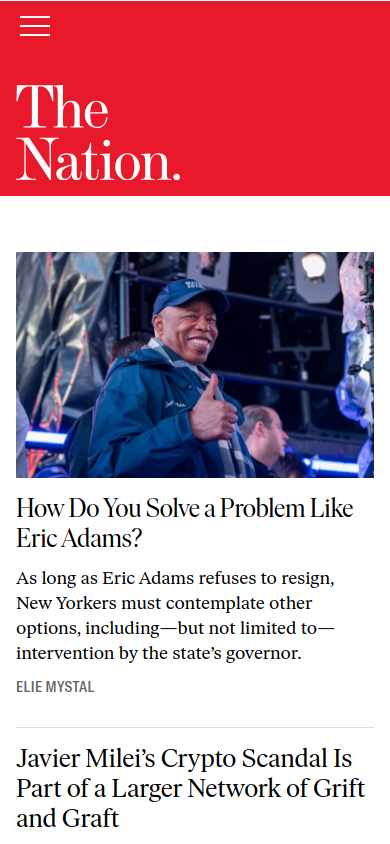 The
Nation.
How Do You Solve a Problem Like
Eric Adams?
As long as Eric Adams refuses to resign,
New Yorkers must contemplate other
options, including—but not limited to—
intervention by the state’s governor.
ELIE MYSTAL
Javier Milei’s Crypto Scandal Is
Part of a Larger Network of Grift
and Graft